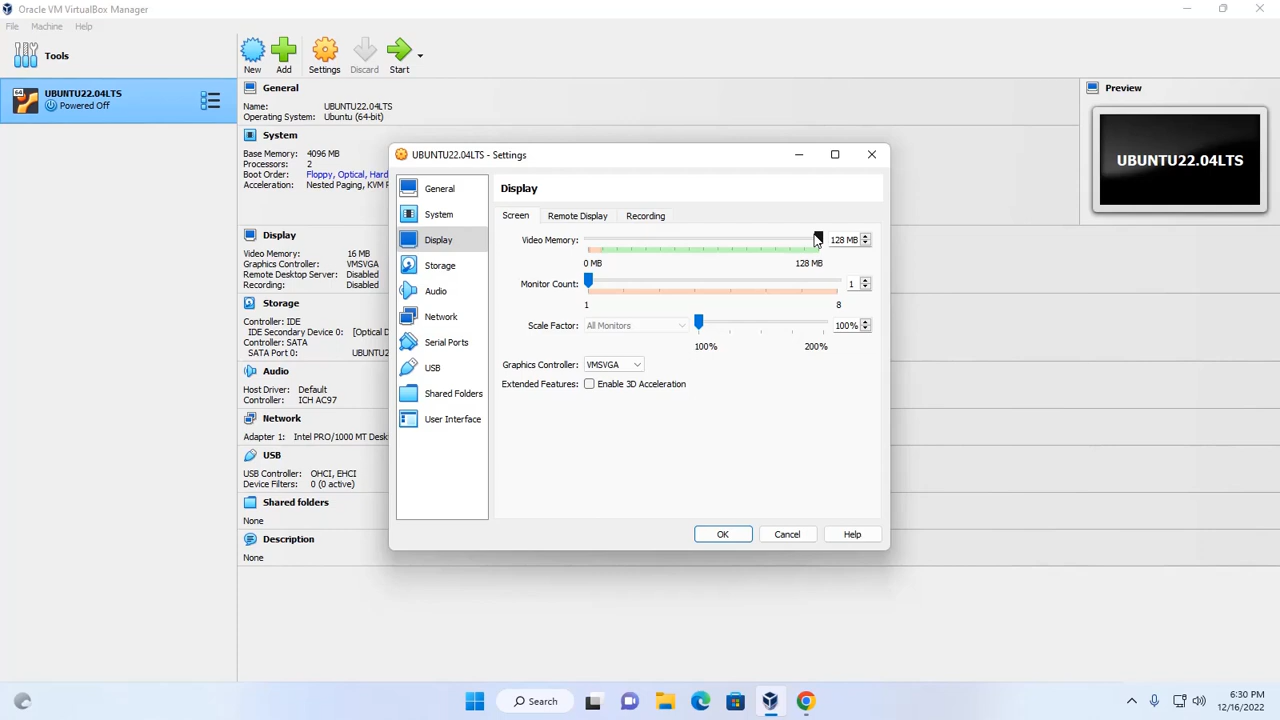 Oracle VM VirtualBox Manager
File Machine Help
Tools
New Add Settings Discard Start
64 UBUNTU22.04LTS
Powered Off
General
Name: UBUNTU22.04LTS
Operating System: Ubuntu (64-bit)
System
Base Memory: 4096 MB
Processors: 2
Boot Order: Floppy, Optical, Hard
Acceleration: Nested Paging, KVM P
Display
Video Memory: 16 MB
Graphics Controller: VMSVGA
Remote Desktop Server: Disabled
Recording: Disabled
Storage
Controller: IDE
IDE Secondary Device 0: [Optical D
Controller: SATA
SATA Port 0: UBUNTU2
Audio
Host Driver: Default
Controller: ICH AC97
Network
Adapter 1: Intel PRO/1000 MT Desk
USB
USB Controller: OHCI, EHCI
Device Filters: 0 (0 active)
Shared folders
None
Description
None
Preview
UBUNTU22.04LTS
UBUNTU22.04LTS - Settings
General
System
Display
Storage
Audio
Network
Serial Ports
USB
Shared Folders
User Interface
Display
Screen Remote Display Recording
Video Memory: 128 MB
0 MB 128 MB
Monitor Count: 1
1 8
Scale Factor: All Monitors 100%
100% 200%
Graphics Controller: VMSVGA
Extended Features: Enable 3D Acceleration
OK Cancel Help
Search
6:30 PM
12/16/2022